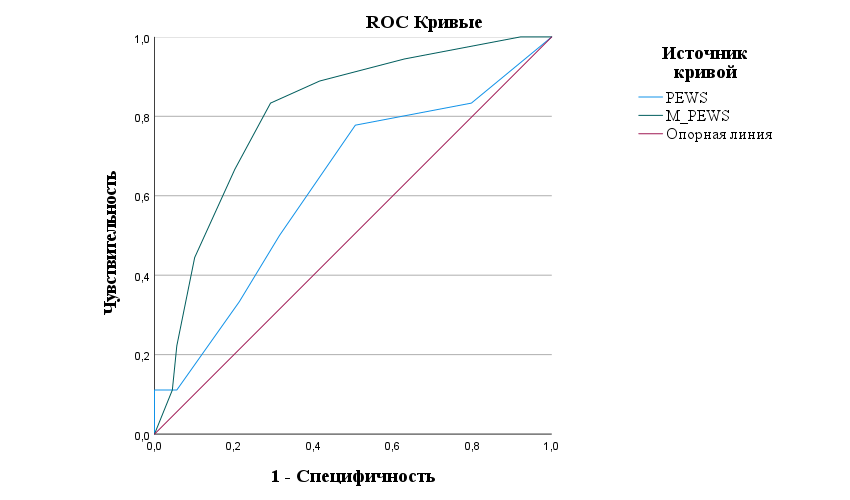 ROC Кривые
Источник
кривой
PEWS
M_PEWS
Опорная линия
Чувствительность
1,0
0,8
0,6
0,4
0,2
0,0
0,0 0,2 0,4 0,6 0,8 1,0
1 - Специфичность